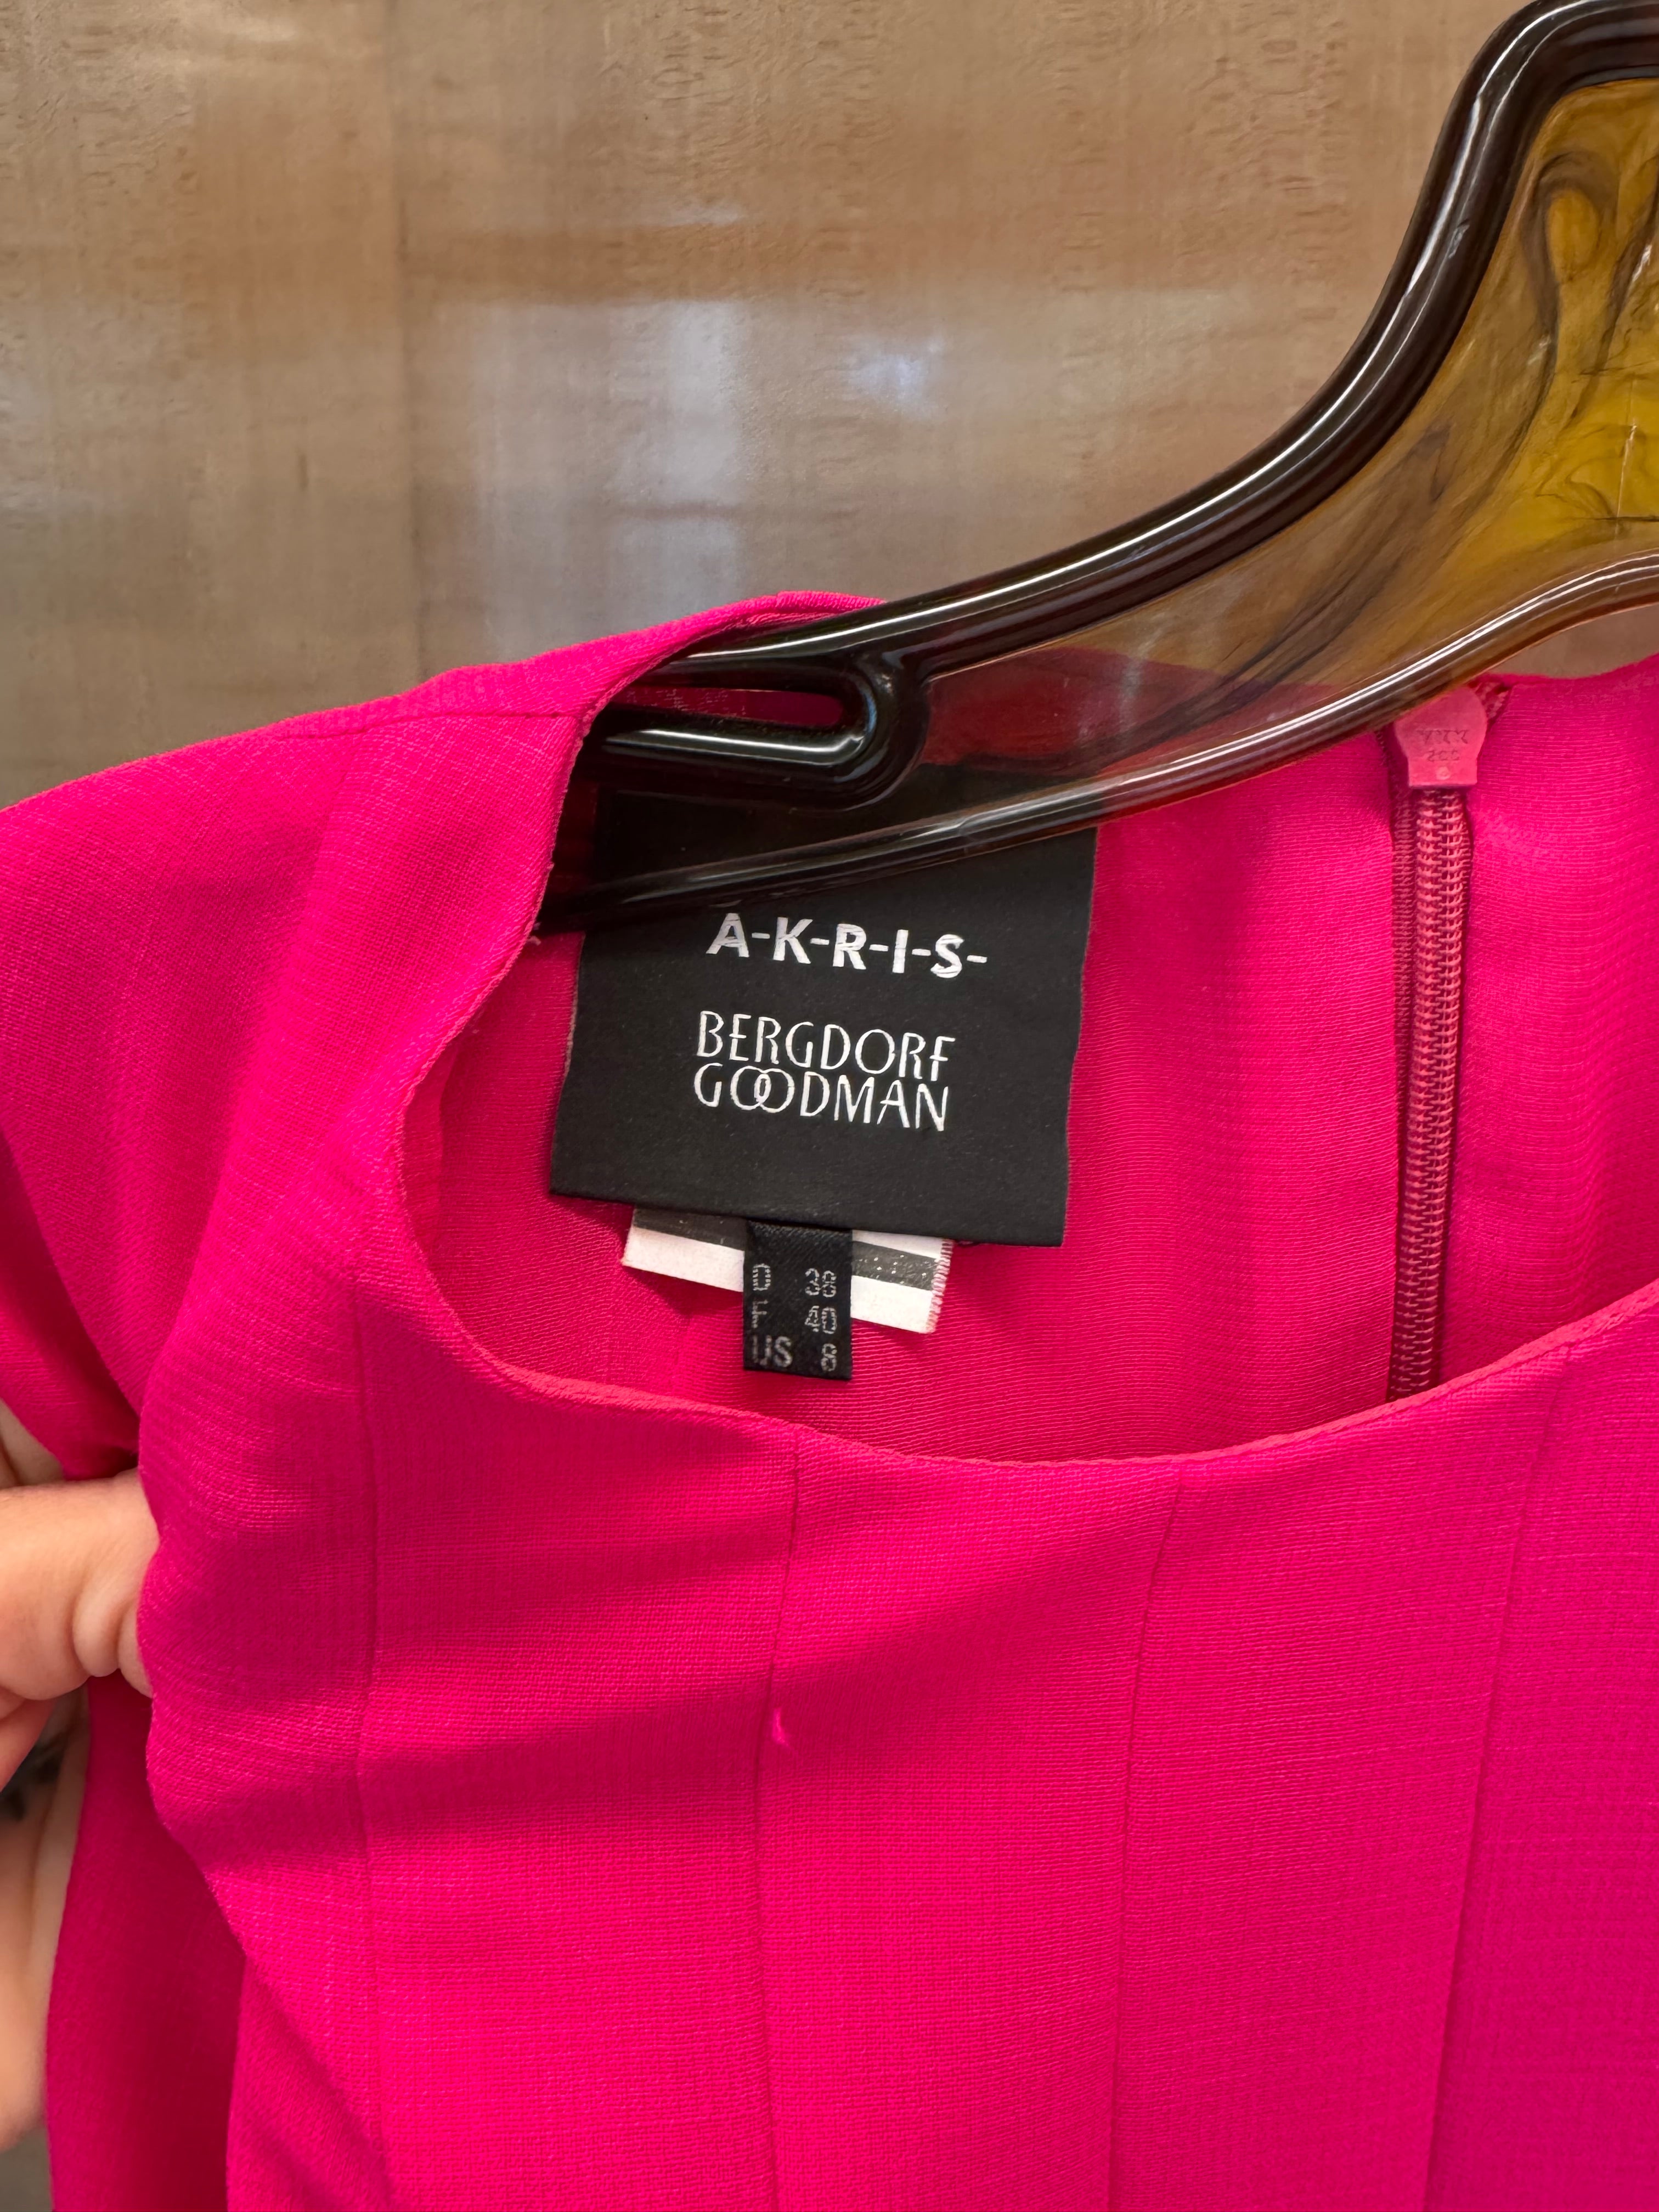 A-K-R-I-S-
BERGDORF
GOODMAN
D 38
F 40
US 8